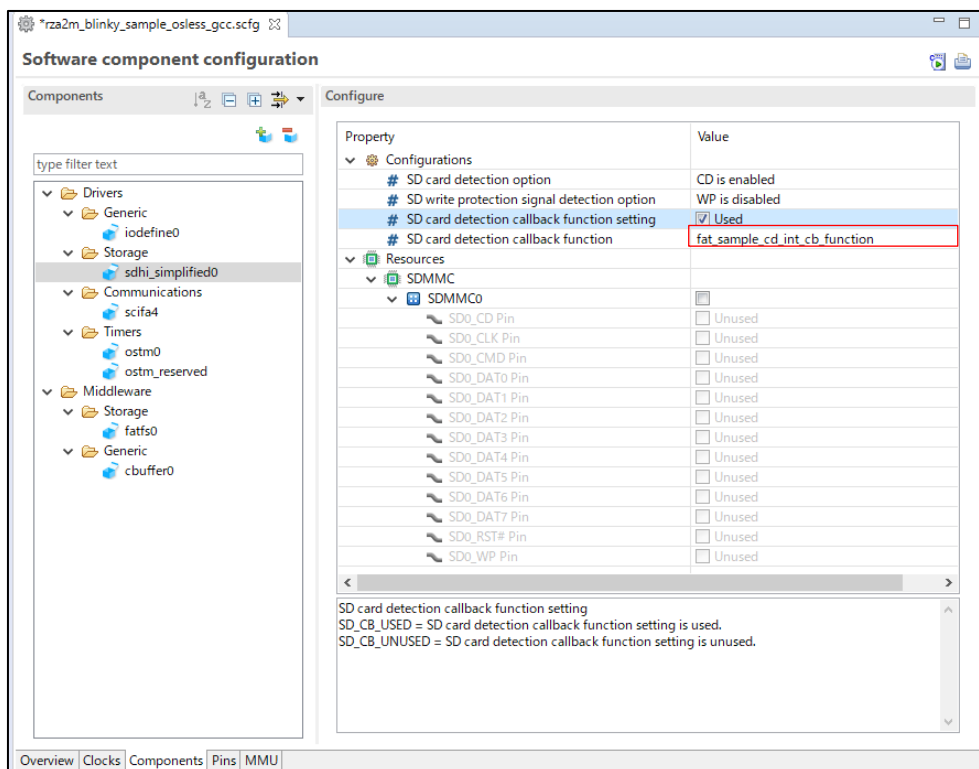 *rza2m_blinky_sample_osless_gcc.scfg
Software component configuration
Components
Configure
type filter text
Drivers
Generic
iodefine0
Storage
sdhi_simplified0
Communications
scifa4
Timers
ostm0
ostm_reserved
Middleware
Storage
fatfs0
Generic
cbuffer0
Property Value
Configurations
# SD card detection option CD is enabled
# SD write protection signal detection option WP is disabled
# SD card detection callback function setting Used
# SD card detection callback function fat_sample_cd_int_cb_function
Resources
SDMMC
SDMMC0
SD0_CD Pin Unused
SD0_CLK Pin Unused
SD0_CMD Pin Unused
SD0_DAT0 Pin Unused
SD0_DAT1 Pin Unused
SD0_DAT2 Pin Unused
SD0_DAT3 Pin Unused
SD0_DAT4 Pin Unused
SD0_DAT5 Pin Unused
SD0_DAT6 Pin Unused
SD0_DAT7 Pin Unused
SD0_RST# Pin Unused
SD0_WP Pin Unused
SD card detection callback function setting
SD_CB_USED = SD card detection callback function setting is used.
SD_CB_UNUSED = SD card detection callback function setting is unused.
Overview Clocks Components Pins MMU